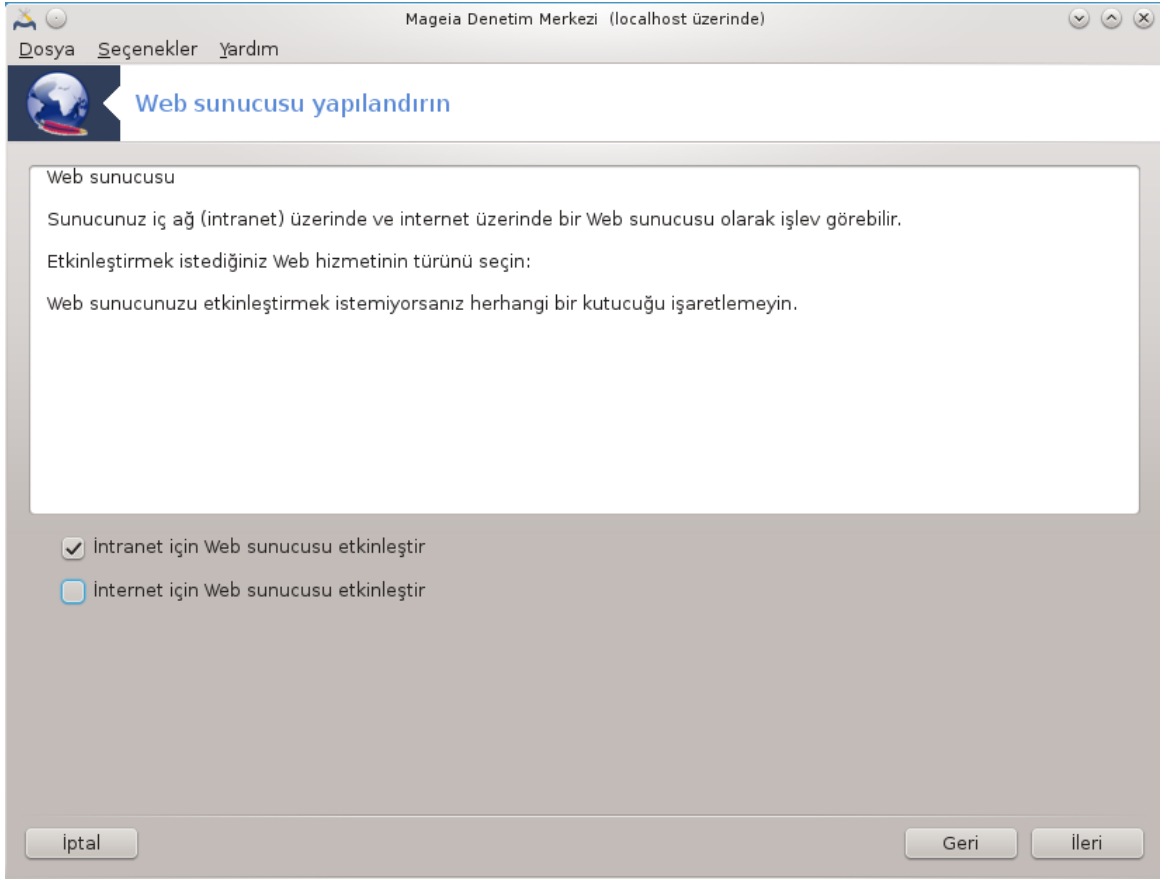 Mageia Denetim Merkezi (localhost üzerinde)
Dosya Seçenekler Yardım
Web sunucusu yapılandırın
Web sunucusu
Sunucunuz iç ağ (intranet) üzerinde ve internet üzerinde bir Web sunucusu olarak işlev görebilir.
Etkinleştirmek istediğiniz Web hizmetinin türünü seçin:
Web sunucunuzu etkinleştirmek istemiyorsanız herhangi bir kutucuğu işaretlemeyin.
İntranet için Web sunucusu etkinleştir
İnternet için Web sunucusu etkinleştir
İptal Geri İleri